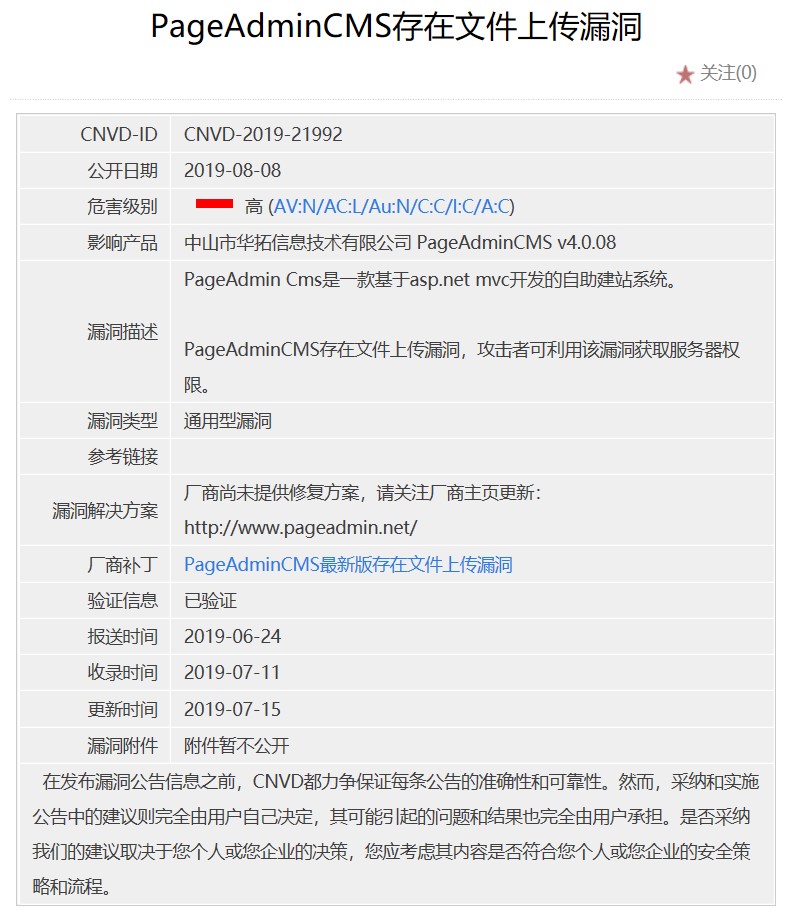 PageAdminCMS存在文件上传漏洞
关注(0)
CNVD-ID CNVD-2019-21992
公开日期 2019-08-08
危害级别 高 (AV:N/AC:L/Au:N/C:C/I:C/A:C)
影响产品 中山市华拓信息技术有限公司 PageAdminCMS v4.0.08
PageAdmin Cms是一款基于asp.net mvc开发的自助建站系统。
漏洞描述
PageAdminCMS存在文件上传漏洞，攻击者可利用该漏洞获取服务器权
限。
漏洞类型 通用型漏洞
参考链接
厂商尚未提供修复方案，请关注厂商主页更新：
漏洞解决方案
http://www.pageadmin.net/
厂商补丁 PageAdminCMS最新版存在文件上传漏洞
验证信息 已验证
报送时间 2019-06-24
收录时间 2019-07-11
更新时间 2019-07-15
漏洞附件 附件暂不公开
在发布漏洞公告信息之前，CNVD都力争保证每条公告的准确性和可靠性。然而，采纳和实施
公告中的建议则完全由用户自己决定，其可能引起的问题和结果也完全由用户承担。是否采纳
我们的建议取决于您个人或您企业的决策，您应考虑其内容是否符合您个人或您企业的安全策
略和流程。